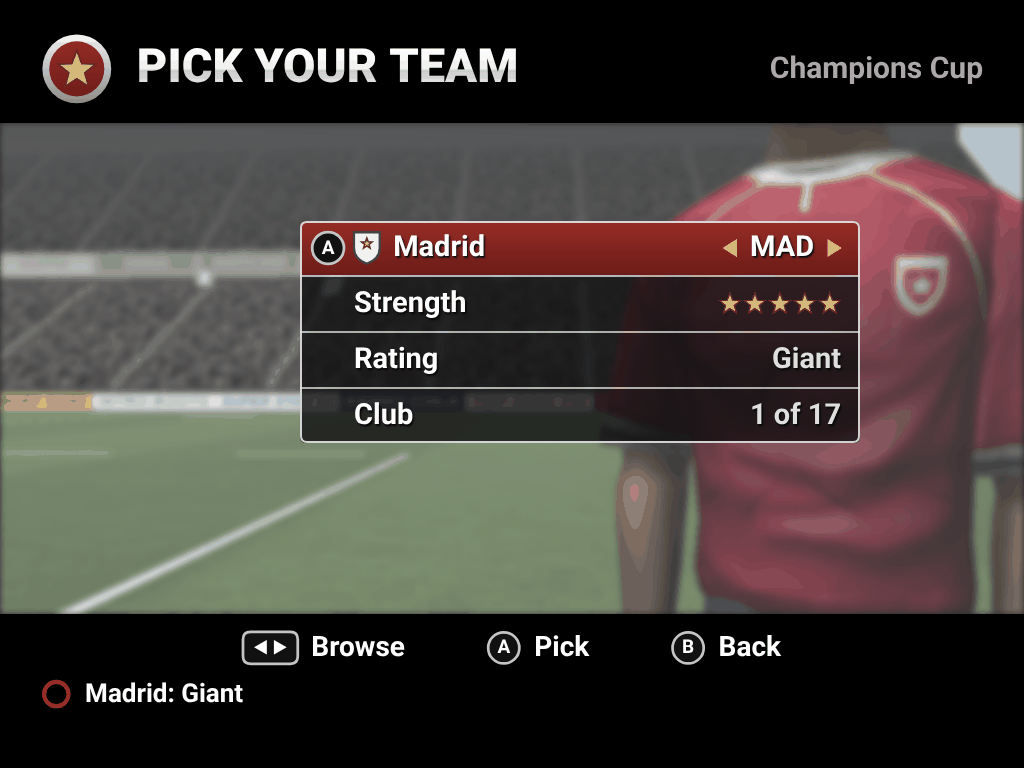 PICK YOUR TEAM
Champions Cup
A Madrid MAD
Strength
Rating Giant
Club 1 of 17
Browse A Pick B Back
Madrid: Giant